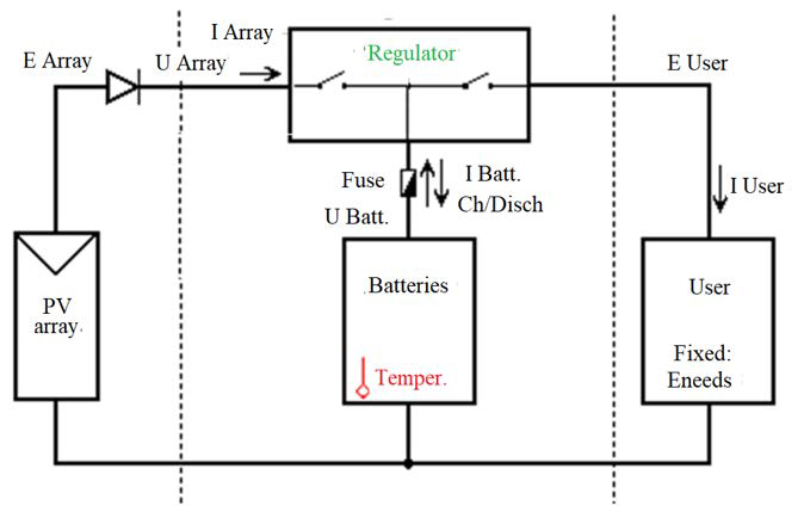 I Array
'Regulator
E Array
U Array
E User
Fuse
I Batt.
Ch/Disch
U Batt.
I User
PV
array.
.Batteries
Temper.
User
Fixed:
Eneeds